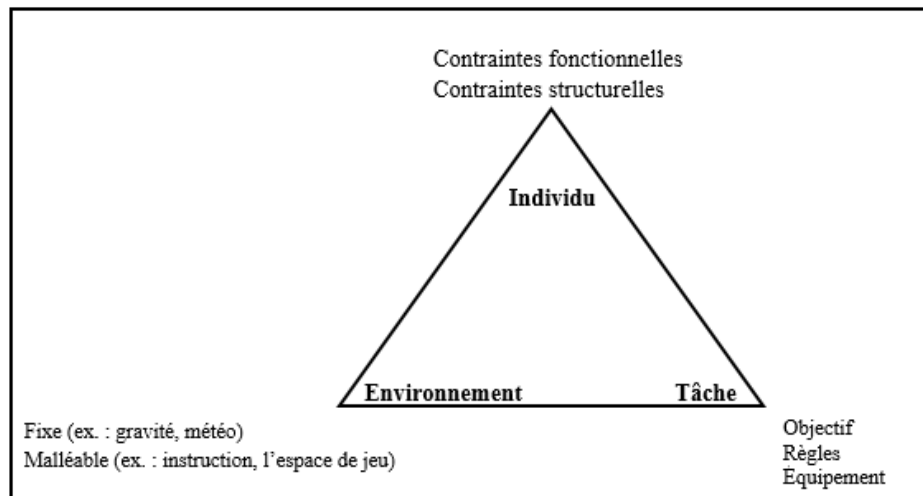 Contraintes fonctionnelles
Contraintes structurelles
Individu
Environnement
Tâche
Fixe (ex. : gravité, météo)
Malléable (ex. : instruction, l’espace de jeu)
Objectif
Règles
Équipement